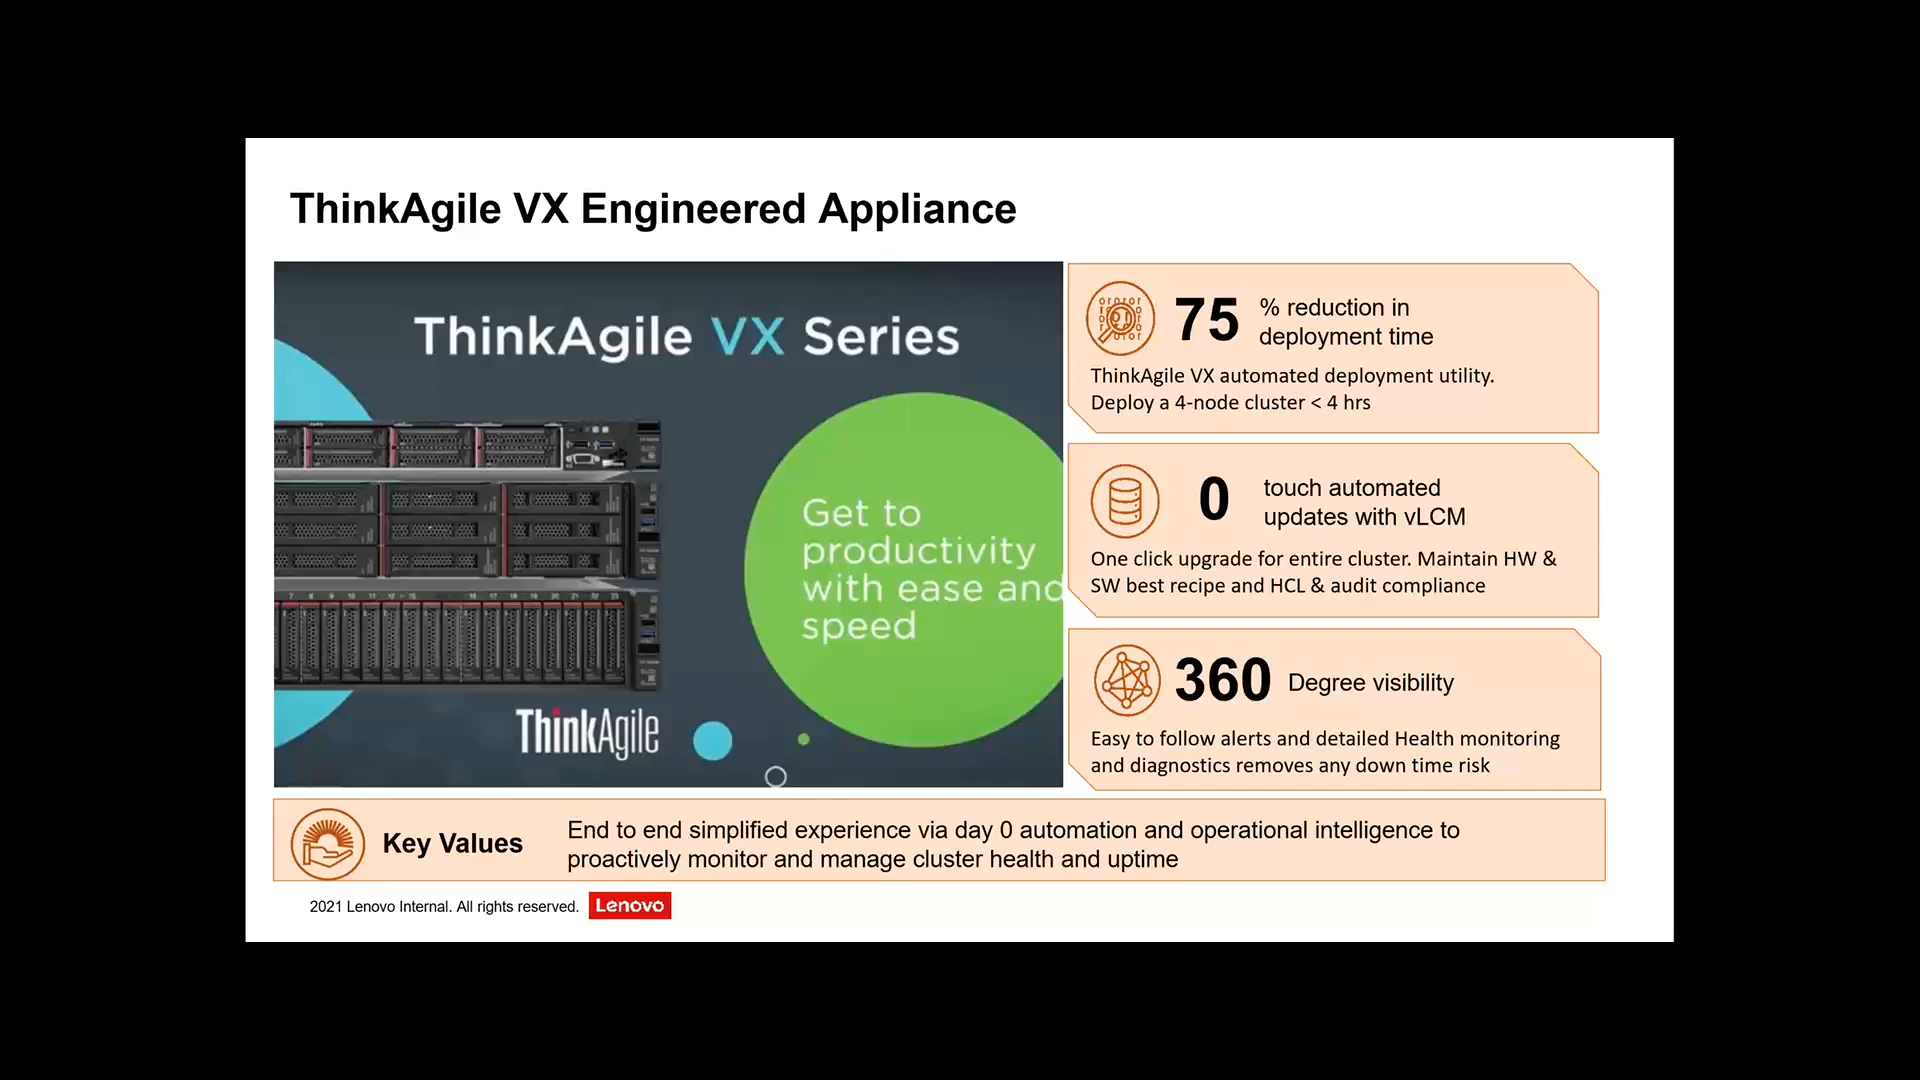 ThinkAgile VX Engineered Appliance
ThinkAgile VX Series
Get to
productivity
with ease and
speed
ThinkAgile
75 % reduction in
deployment time
ThinkAgile VX automated deployment utility.
Deploy a 4-node cluster < 4 hrs
0 touch automated
updates with vLCM
One click upgrade for entire cluster. Maintain HW &
SW best recipe and HCL & audit compliance
360 Degree visibility
Easy to follow alerts and detailed Health monitoring
and diagnostics removes any down time risk
Key Values
End to end simplified experience via day 0 automation and operational intelligence to
proactively monitor and manage cluster health and uptime
2021 Lenovo Internal. All rights reserved. Lenovo